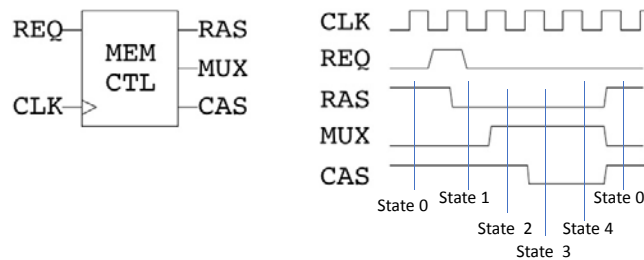 REQ
CLK
MEM
CTL
RAS
MUX
CAS
CLK
REQ
RAS
MUX
CAS
State 0
State 1
State 2
State 3
State 4
State 0